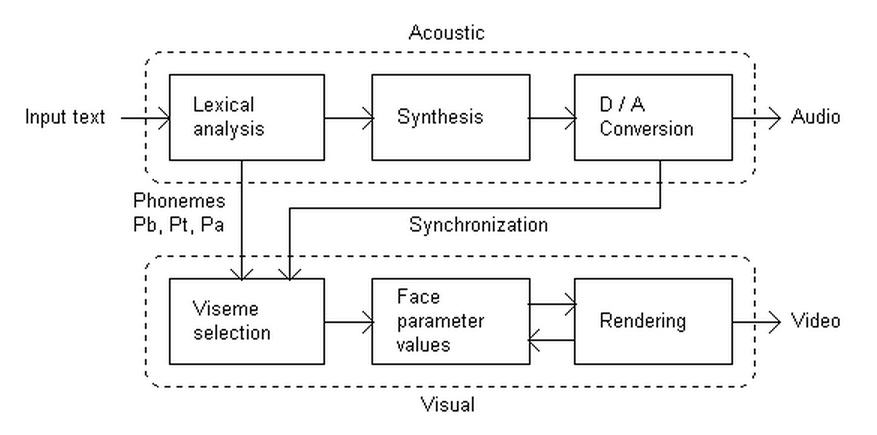 Acoustic
Input text
Lexical
analysis
Synthesis
D / A
Conversion
Audio
Phonemes
Pb, Pt, Pa
Synchronization
Viseme
selection
Face
parameter
values
Rendering
Video
Visual